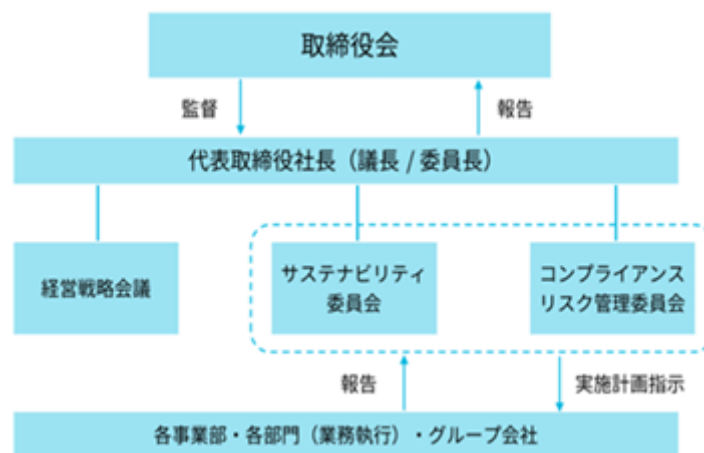 取締役会
監督
報告
代表取締役社長（議長 / 委員長）
経営戦略会議
サステナビリティ
委員会
コンプライアンス
リスク管理委員会
報告
実施計画指示
各事業部・各部門（業務執行）・グループ会社